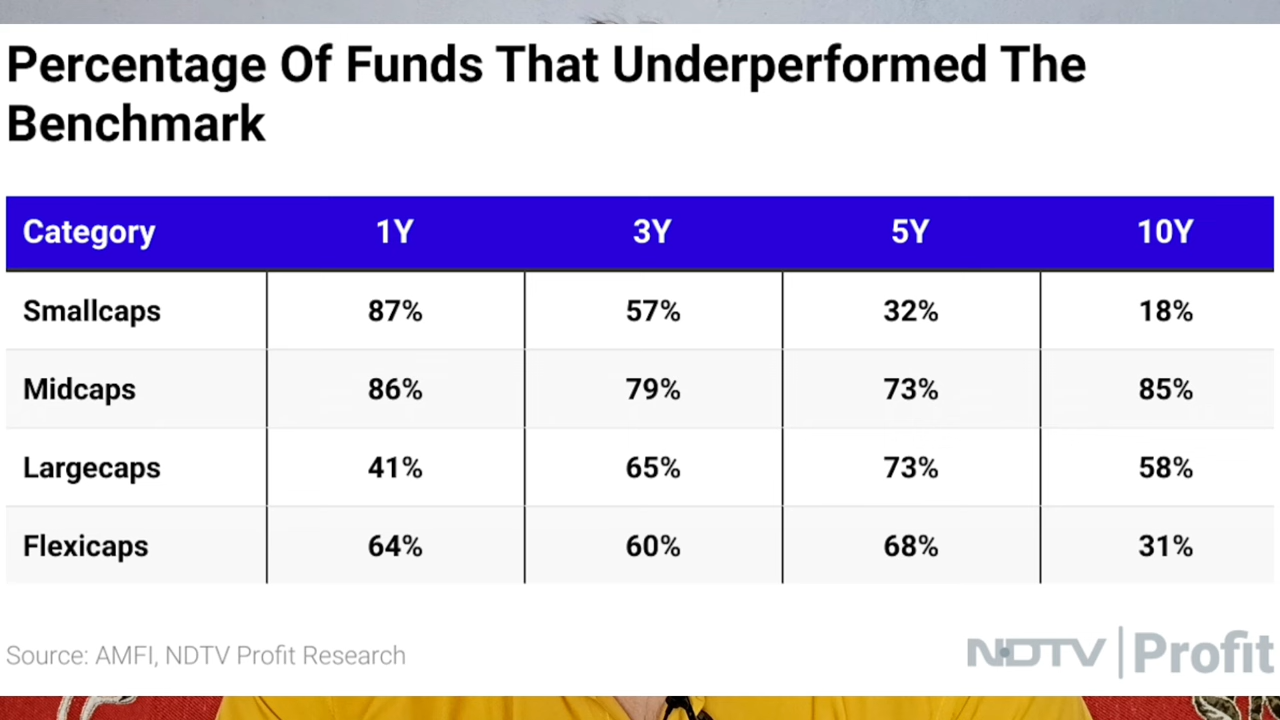 Percentage Of Funds That Underperformed The
Benchmark
Category 1Y 3Y 5Y 10Y
Smallcaps 87% 57% 32% 18%
Midcaps 86% 79% 73% 85%
Largecaps 41% 65% 73% 58%
Flexicaps 64% 60% 68% 31%
Source: AMFI, NDTV Profit Research
NDTV | Profit